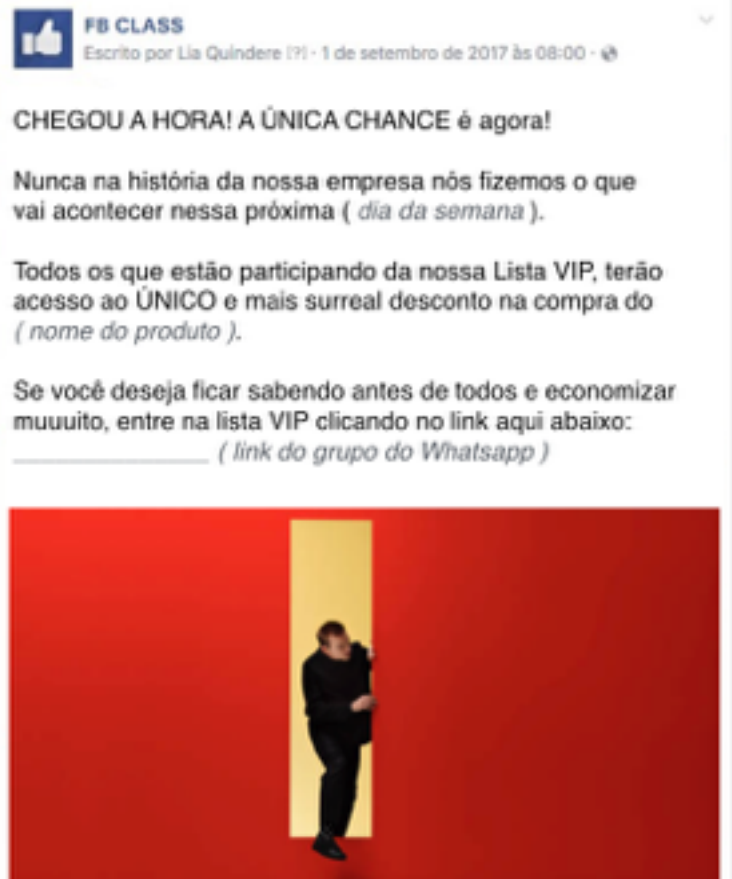 FB CLASS
Escrito por Lia Quindere [?] · 1 de setembro de 2017 às 08:00 ·
CHEGOU A HORA! A ÚNICA CHANCE é agora!
Nunca na história da nossa empresa nós fizemos o que
vai acontecer nessa próxima ( dia da semana ).
Todos os que estão participando da nossa Lista VIP, terão
acesso ao ÚNICO e mais surreal desconto na compra do
( nome do produto ).
Se você deseja ficar sabendo antes de todos e economizar
muuuito, entre na lista VIP clicando no link aqui abaixo:
_______________ ( link do grupo do Whatsapp )